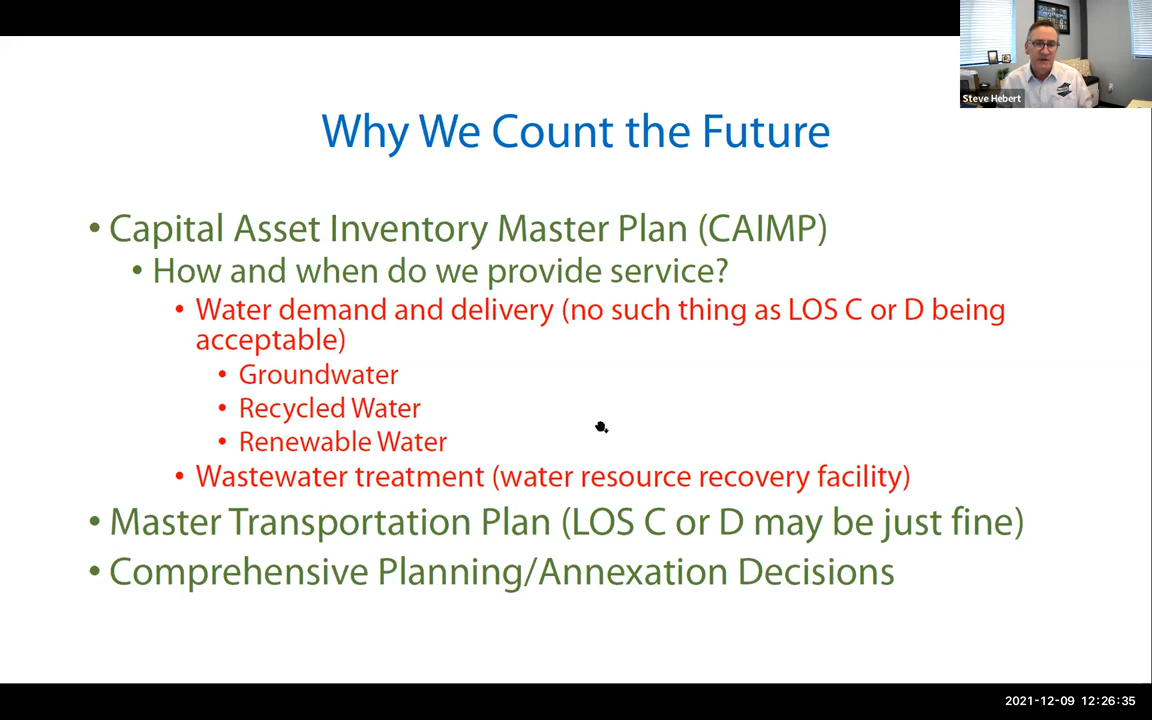 Steve Hebert
Why We Count the Future
• Capital Asset Inventory Master Plan (CAIMP)
• How and when do we provide service?
• Water demand and delivery (no such thing as LOS C or D being
acceptable)
• Groundwater
• Recycled Water
• Renewable Water
• Wastewater treatment (water resource recovery facility)
• Master Transportation Plan (LOS C or D may be just fine)
• Comprehensive Planning/Annexation Decisions
2021-12-09 12:26:35